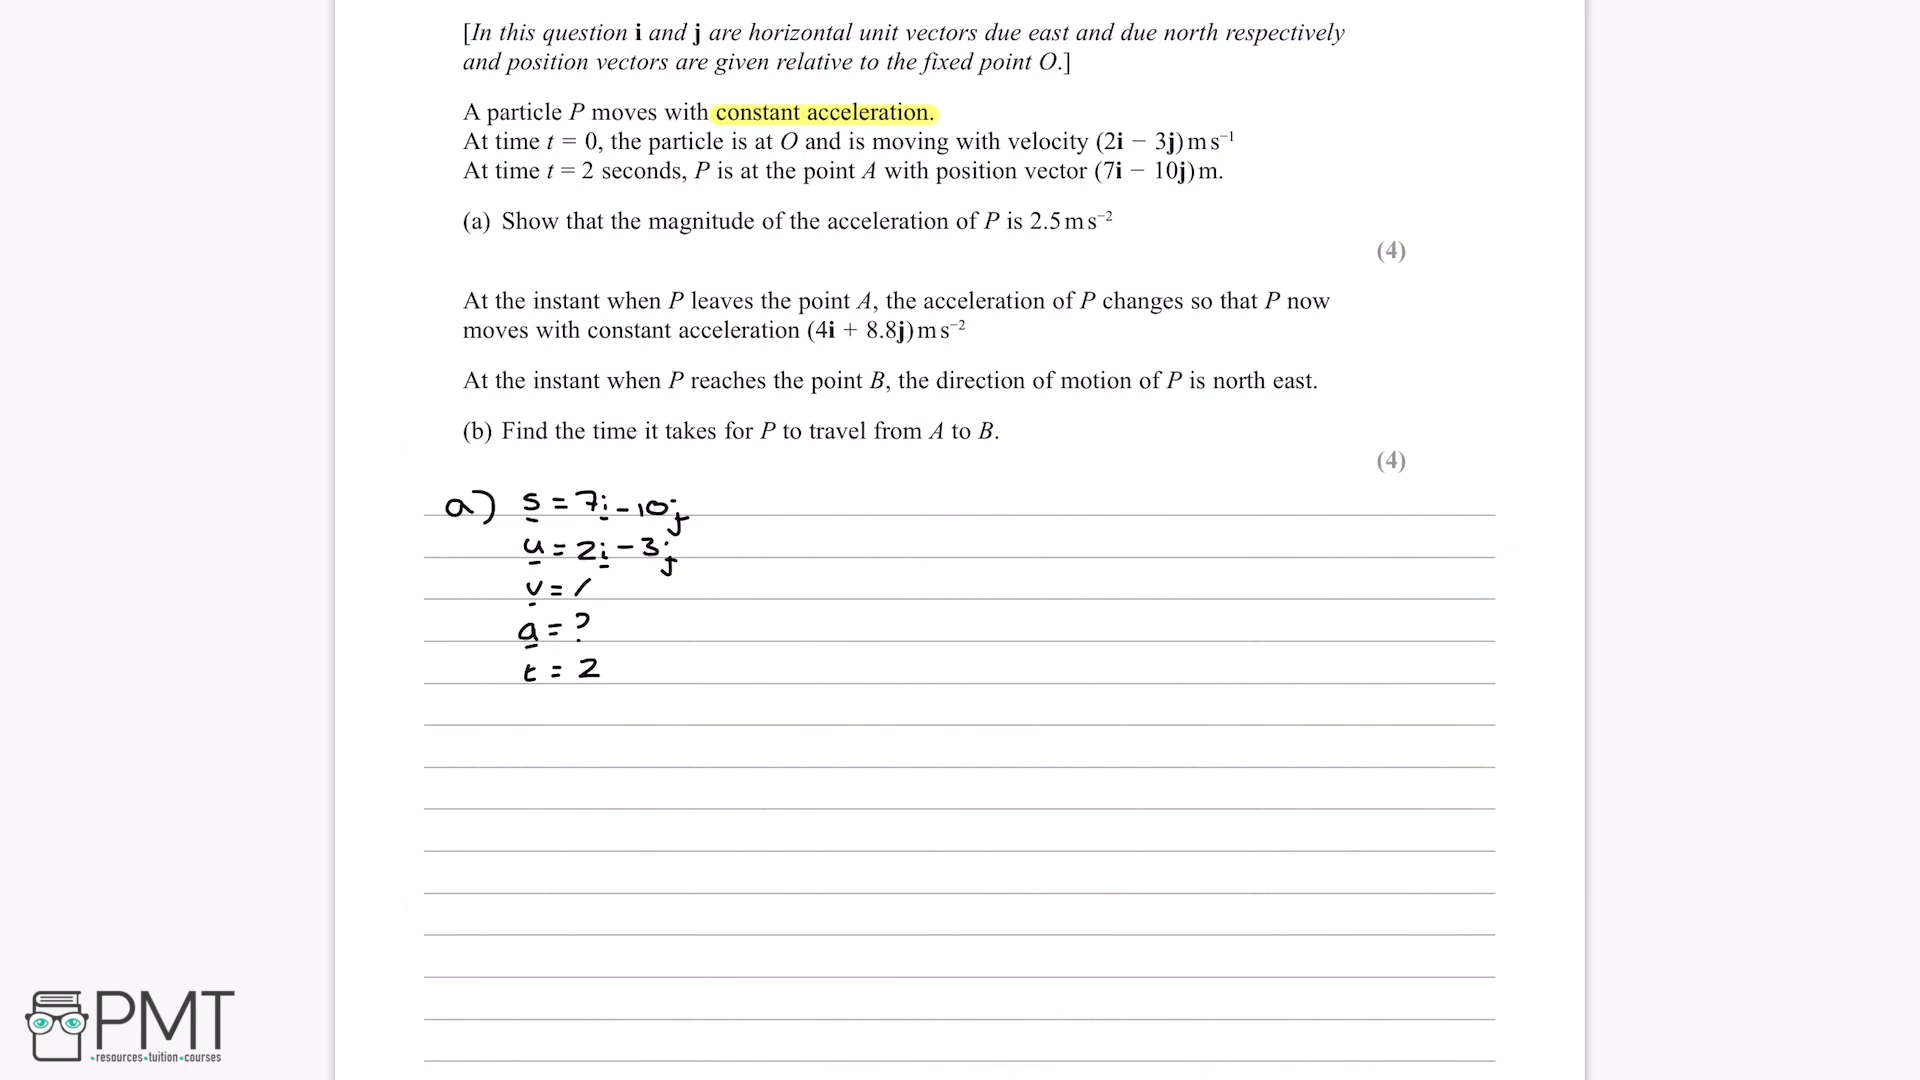 [In this question i and j are horizontal unit vectors due east and due north respectively
and position vectors are given relative to the fixed point O.]
A particle P moves with constant acceleration.
At time t = 0, the particle is at O and is moving with velocity (2i − 3j) m s⁻¹
At time t = 2 seconds, P is at the point A with position vector (7i − 10j) m.
(a) Show that the magnitude of the acceleration of P is 2.5 m s⁻²
(4)
At the instant when P leaves the point A, the acceleration of P changes so that P now
moves with constant acceleration (4i + 8.8j) m s⁻²
At the instant when P reaches the point B, the direction of motion of P is north east.
(b) Find the time it takes for P to travel from A to B.
(4)
a) s = 7i - 10j
u = 2i - 3j
v = /
a = ?
t = 2
PMT
•resources•tuition•courses